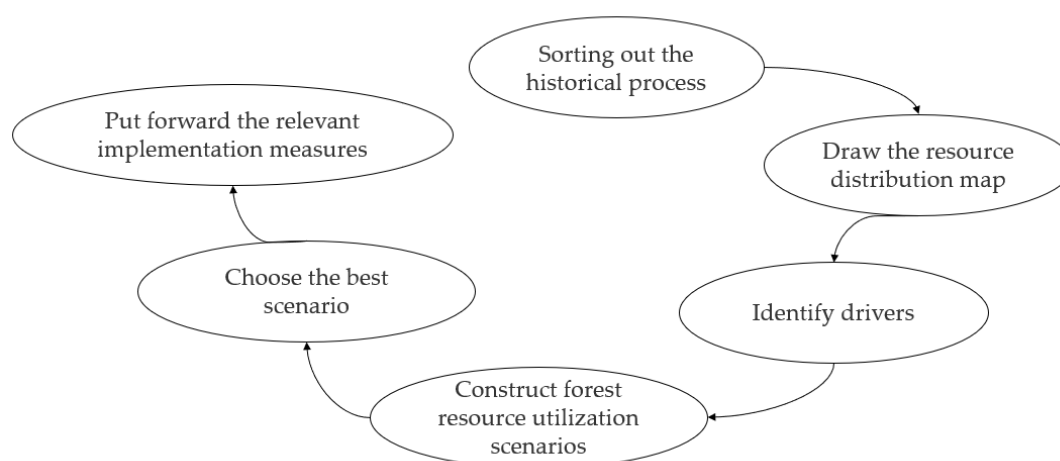 Sorting out the
historical process
Draw the resource
distribution map
Identify drivers
Construct forest
resource utilization
scenarios
Choose the best
scenario
Put forward the relevant
implementation measures